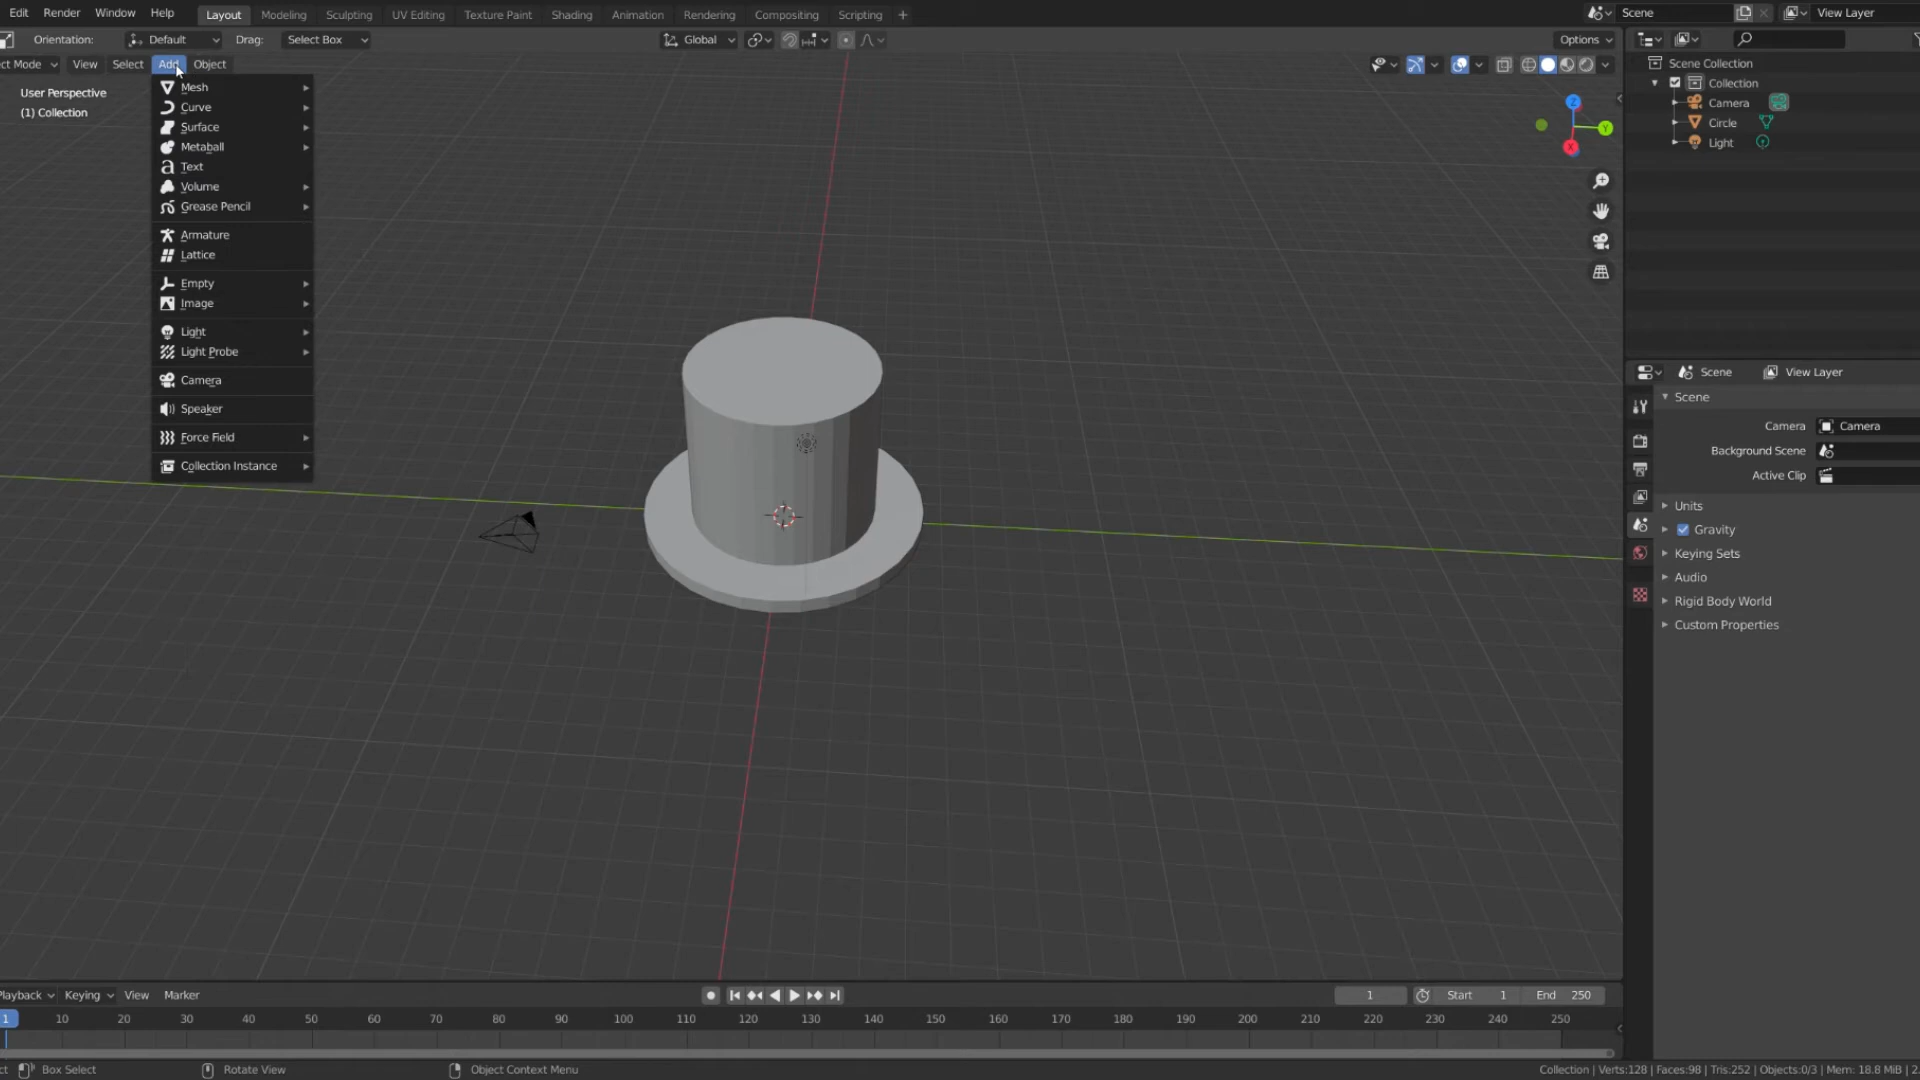 Edit Render Window Help Layout Modeling Sculpting UV Editing Texture Paint Shading Animation Rendering Compositing Scripting + Scene View Layer
Orientation: Default Drag: Select Box Global Options
ct Mode View Select Add Object
User Perspective
(1) Collection
Mesh
Curve
Surface
Metaball
Text
Volume
Grease Pencil
Armature
Lattice
Empty
Image
Light
Light Probe
Camera
Speaker
Force Field
Collection Instance
Z
Y
X
Scene Collection
Collection
Camera
Circle
Light
Scene View Layer
Scene
Camera Camera
Background Scene
Active Clip
Units
Gravity
Keying Sets
Audio
Rigid Body World
Custom Properties
Playback Keying View Marker 1 Start 1 End 250
1 10 20 30 40 50 60 70 80 90 100 110 120 130 140 150 160 170 180 190 200 210 220 230 240 250
ct Box Select Rotate View Object Context Menu Collection | Verts:128 | Faces:98 | Tris:252 | Objects:0/3 | Mem: 18.8 MiB | 2